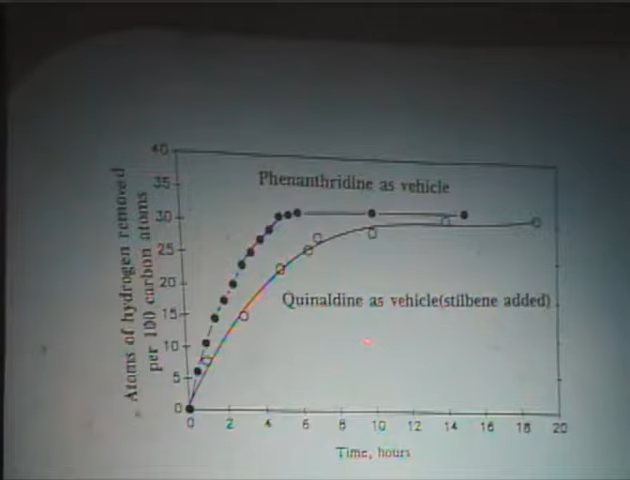 40
Phenanthridine as vehicle
35
30
25
20
Quinaldine as vehicle(stilbene added)
15
10
5
0
Atoms of hydrogen removed
per 100 carbon atoms
0 2 4 6 8 10 12 14 16 18 20
Time, hours